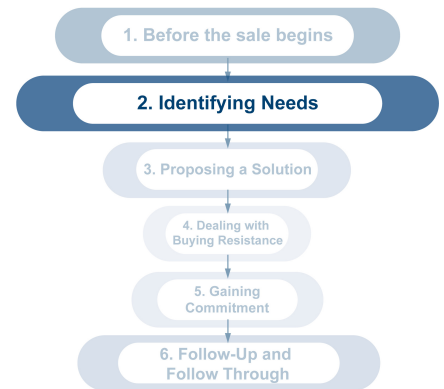 1. Before the sale begins
2. Identifying Needs
3. Proposing a Solution
4. Dealing with
Buying Resistance
5. Gaining
Commitment
6. Follow-Up and
Follow Through